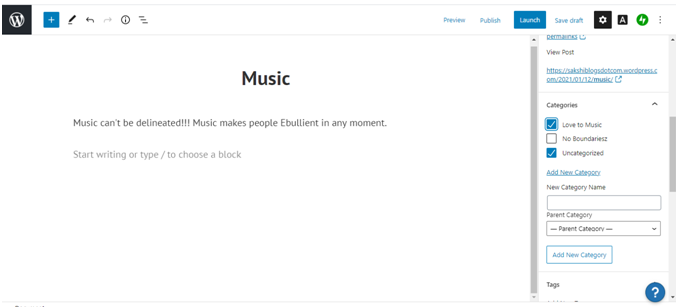 Preview
Publish
Launch
Save draft
A
permalinks
View Post
https://sakshiblogsdotcom.wordpress.c
om/2021/01/12/music/
Music
Music can't be delineated!!! Music makes people Ebullient in any moment.
Start writing or type / to choose a block
Categories
Love to Music
No Boundariesz
Uncategorized
Add New Category
New Category Name
Parent Category
— Parent Category —
Add New Category
Tags
?